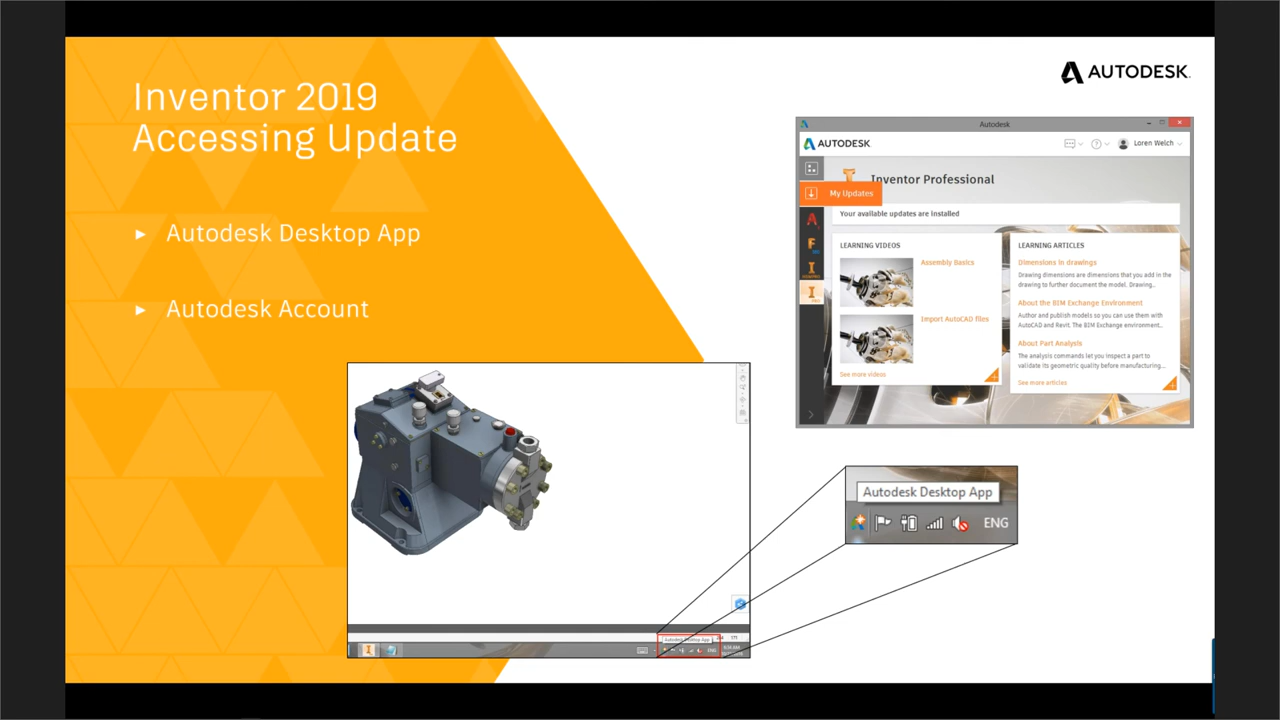 Inventor 2019
Accessing Update
► Autodesk Desktop App
► Autodesk Account
AUTODESK.
Autodesk
AUTODESK
Loren Welch
Inventor Professional
My Updates
Your available updates are installed
LEARNING VIDEOS
Assembly Basics
Import AutoCAD files
See more videos
LEARNING ARTICLES
Dimensions in drawings
Drawing dimensions are dimensions that you add in the
drawing to further document the model. Drawing...
About the BIM Exchange Environment
Author and publish models so you can use them with
AutoCAD and Revit. The BIM Exchange environment...
About Part Analysis
The analysis commands let you inspect a part to
validate its geometric quality before manufacturing...
See more articles
Autodesk Desktop App
ENG
Autodesk Desktop App
ENG